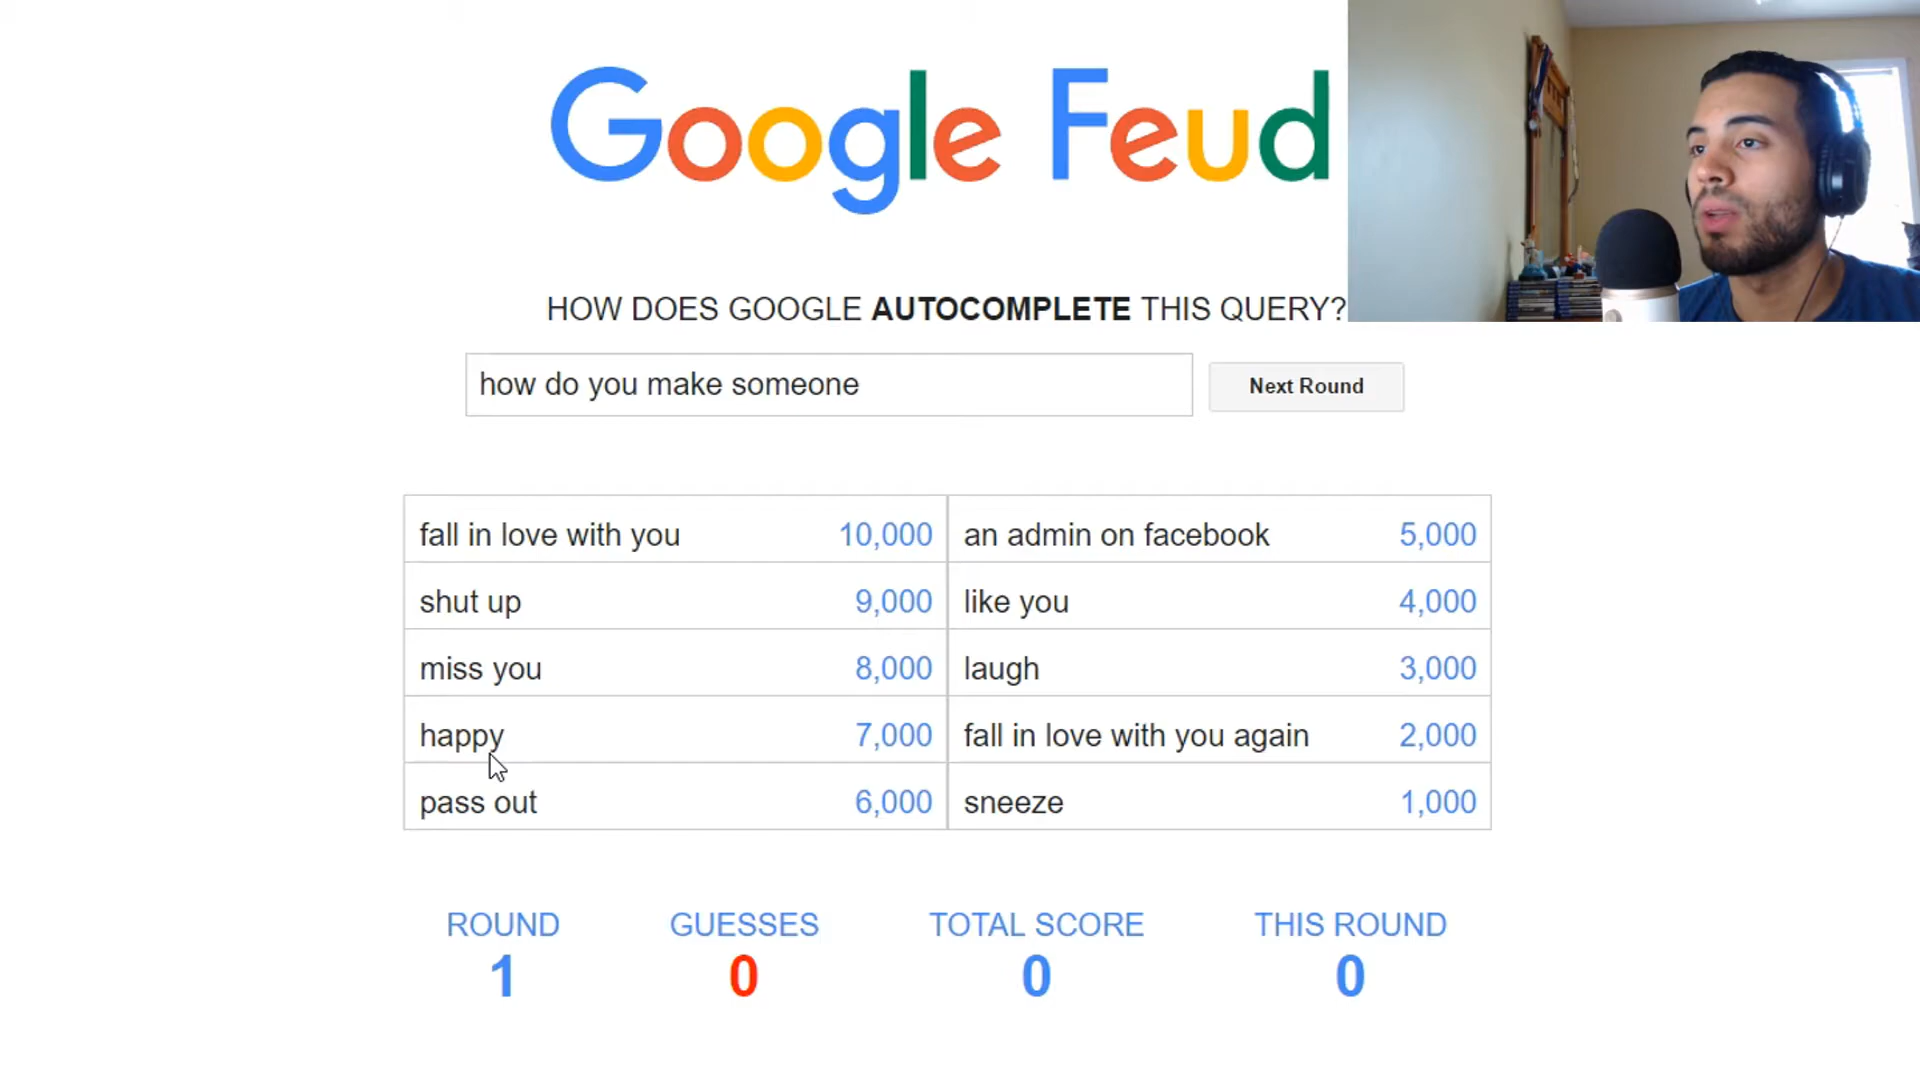 Google Feud
HOW DOES GOOGLE AUTOCOMPLETE THIS QUERY?
how do you make someone
Next Round
fall in love with you 10,000
an admin on facebook 5,000
shut up 9,000
like you 4,000
miss you 8,000
laugh 3,000
happy 7,000
fall in love with you again 2,000
pass out 6,000
sneeze 1,000
ROUND GUESSES TOTAL SCORE THIS ROUND
1 0 0 0